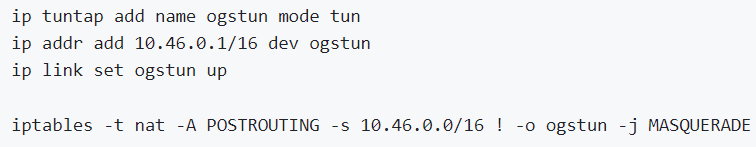 ip tuntap add name ogstun mode tun
ip addr add 10.46.0.1/16 dev ogstun
ip link set ogstun up
iptables -t nat -A POSTROUTING -s 10.46.0.0/16 ! -o ogstun -j MASQUERADE